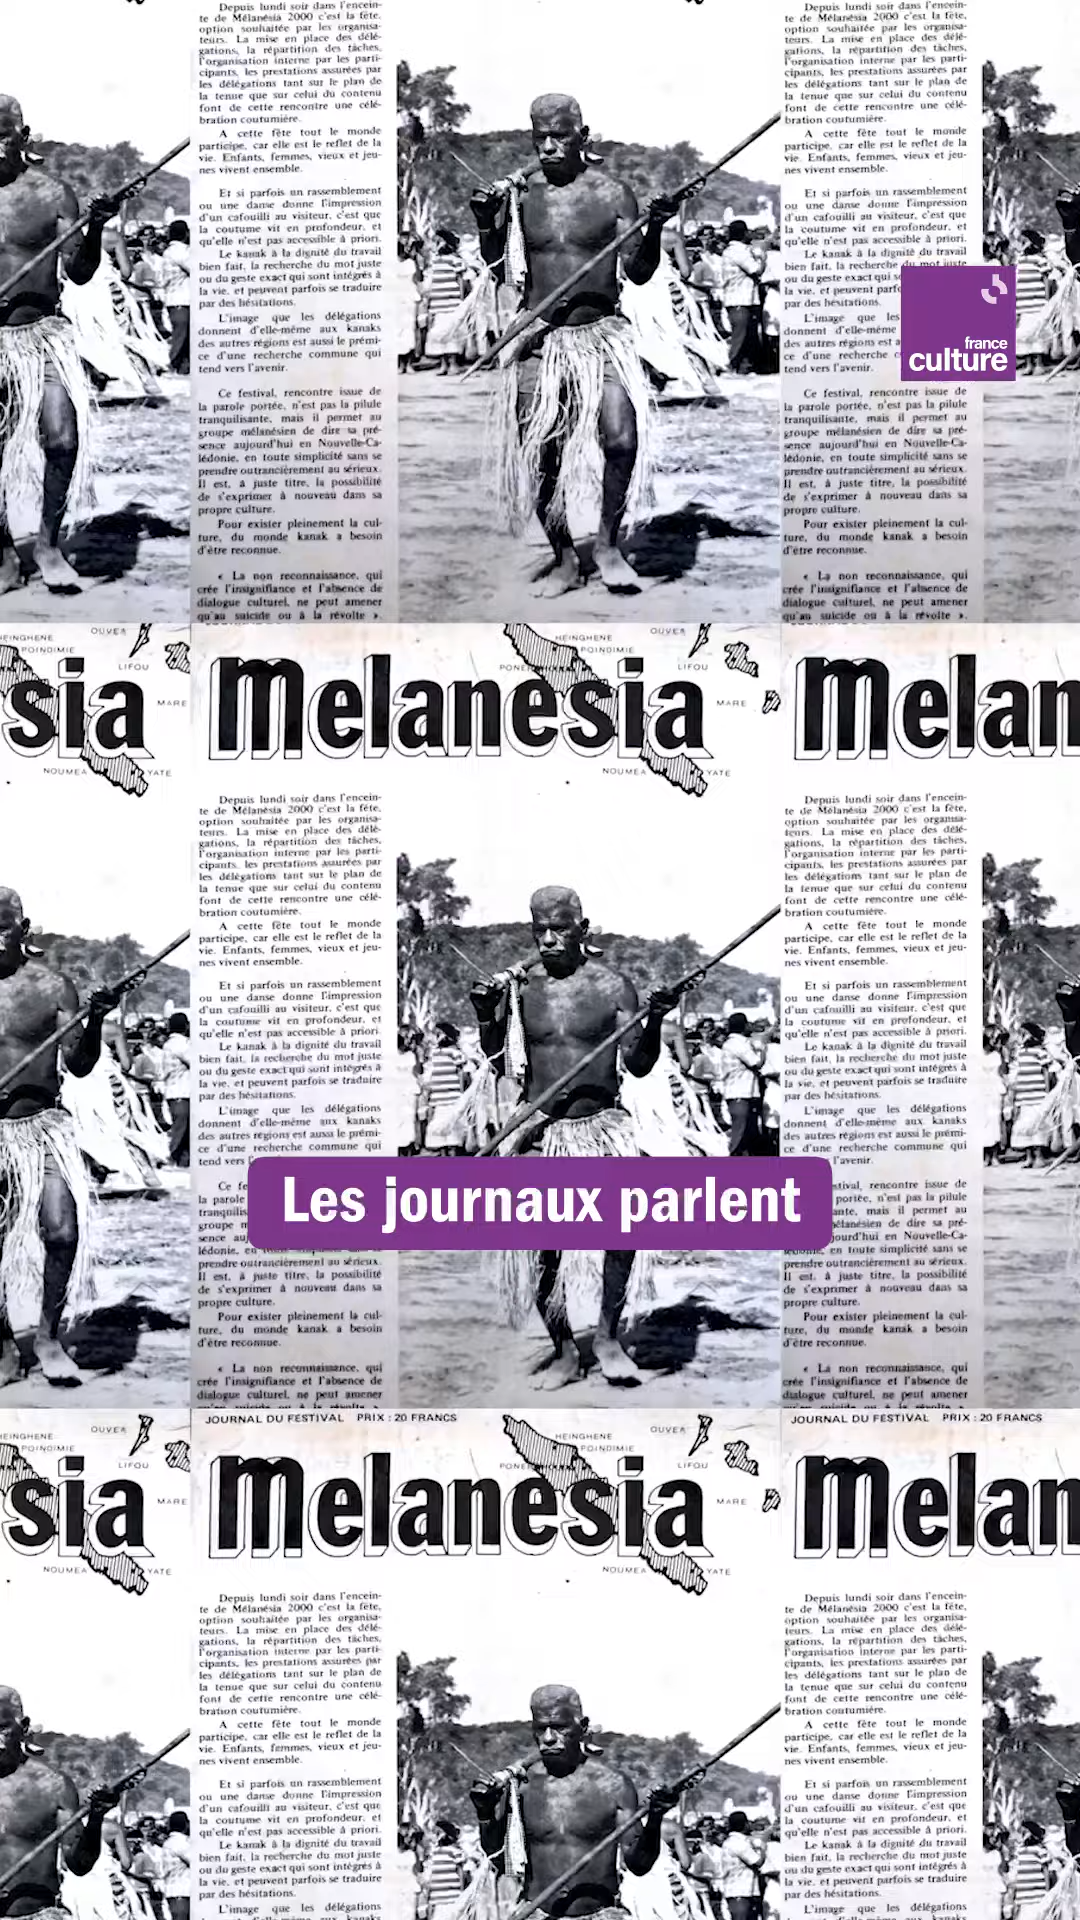 Depuis lundi soir dans l'encein-
te de Mélanésia 2000 c'est la fête,
option souhaitée par les organisa-
teurs. La mise en place des délé-
gations, la répartition des tâches,
l'organisation interne par les parti-
cipants, les prestations assurées par
les délégations tant sur le plan de
la tenue que sur celui du contenu
font de cette rencontre une célé-
bration coutumière.
A cette fête tout le monde
participe, car elle est le reflet de la
vie. Enfants, femmes, vieux et jeu-
nes vivent ensemble.
Et si parfois un rassemblement
ou une danse donne l'impression
d'un cafouilli au visiteur, c'est que
la coutume vit en profondeur, et
qu'elle n'est pas accessible à priori.
Le kanak à la dignité du travail
bien fait, la recherche du mot juste
ou du geste exact qui sont intégrés à
la vie, et peuvent parfois se traduire
par des hésitations.
L'image que les délégations
donnent d'elle-même aux kanaks
des autres régions est aussi le prémi-
ce d'une recherche commune qui
tend vers l'avenir.
Ce festival, rencontre issue de
la parole portée, n'est pas la pilule
tranquilisante, mais il permet au
groupe mélanésien de dire sa pré-
sence aujourd'hui en Nouvelle-Ca-
lédonie, en toute simplicité sans se
prendre outrancièrement au sérieux.
Il est, à juste titre, la possibilité
de s'exprimer à nouveau dans sa
propre culture.
Pour exister pleinement la cul-
ture, du monde kanak a besoin
d'être reconnue.
« La non reconnaissance, qui
crée l'insignifiance et l'absence de
dialogue culturel, ne peut amener
qu'au suicide ou à la révolte ».
france
culture
HEINGHENE
OUVEA
POINDIMIE
LIFOU
Melanesia
MARE
NOUMEA
YATE
Les journaux parlent
JOURNAL DU FESTIVAL PRIX : 20 FRANCS
HEINGHENE
OUVEA
POINDIMIE
LIFOU
Melanesia
MARE
NOUMEA
YATE